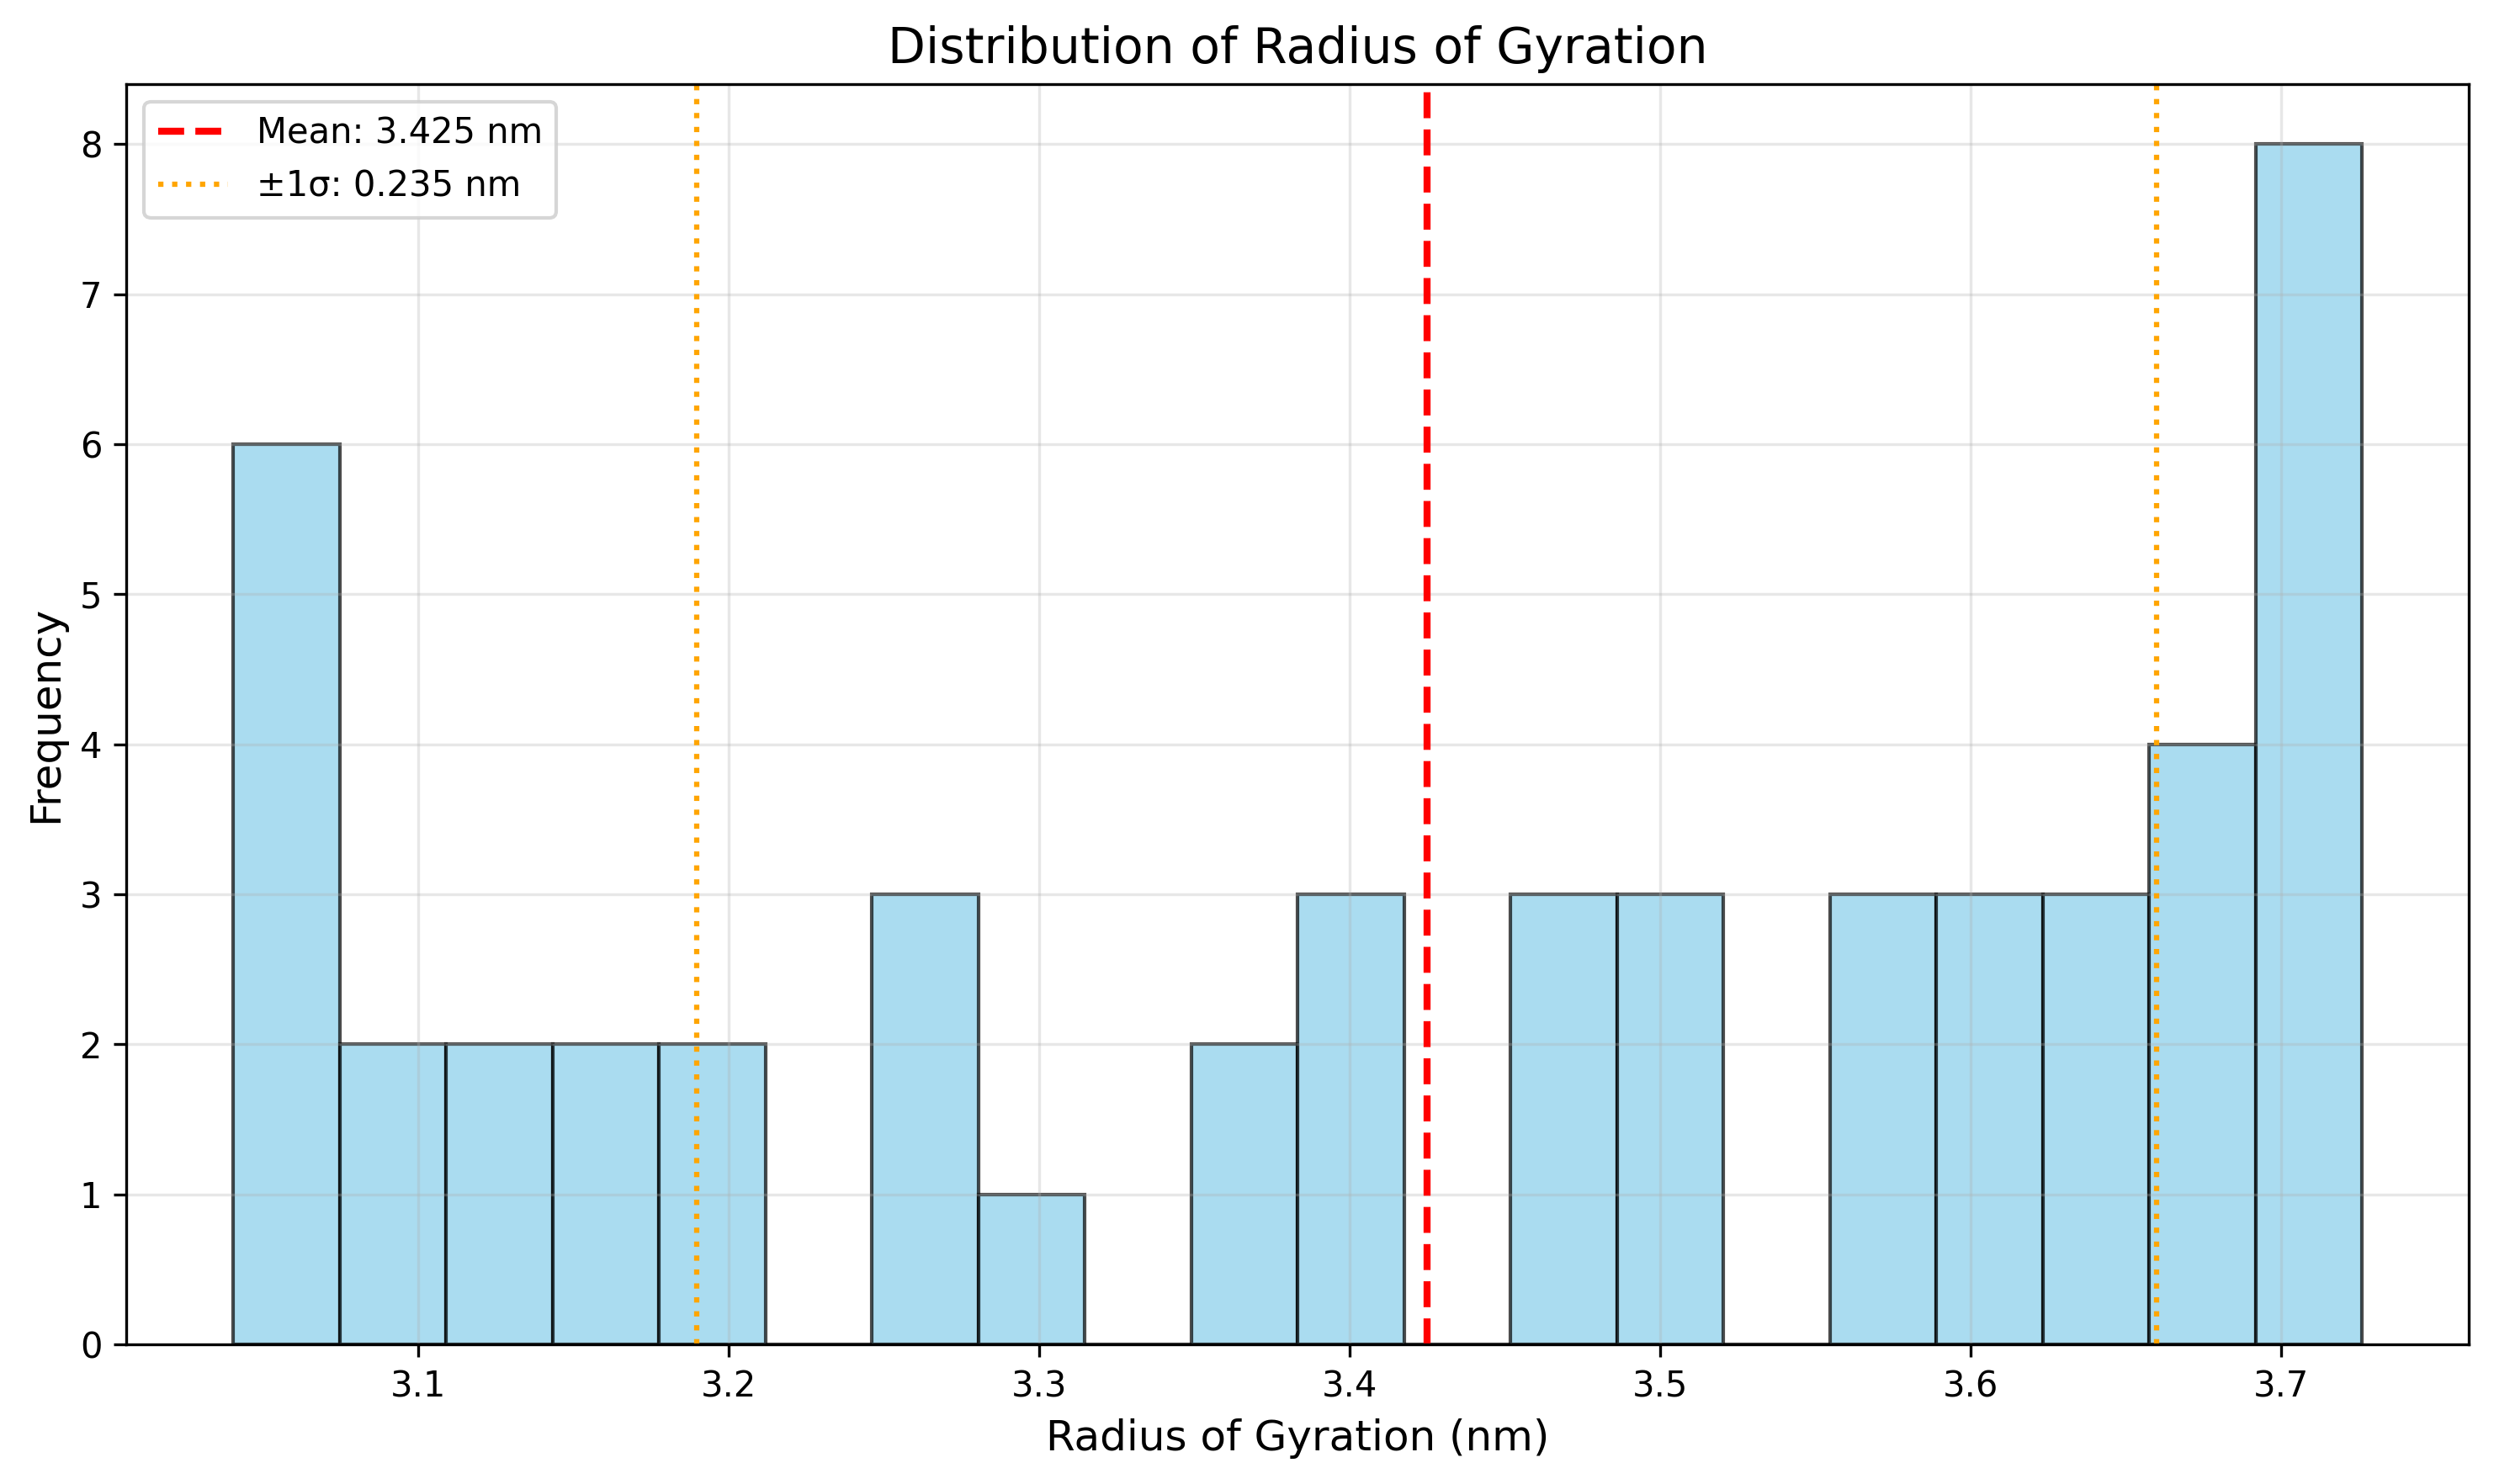 Distribution of Radius of Gyration
Mean: 3.425 nm
±1σ: 0.235 nm
Frequency
8
7
6
5
4
3
2
1
0
3.1 3.2 3.3 3.4 3.5 3.6 3.7
Radius of Gyration (nm)